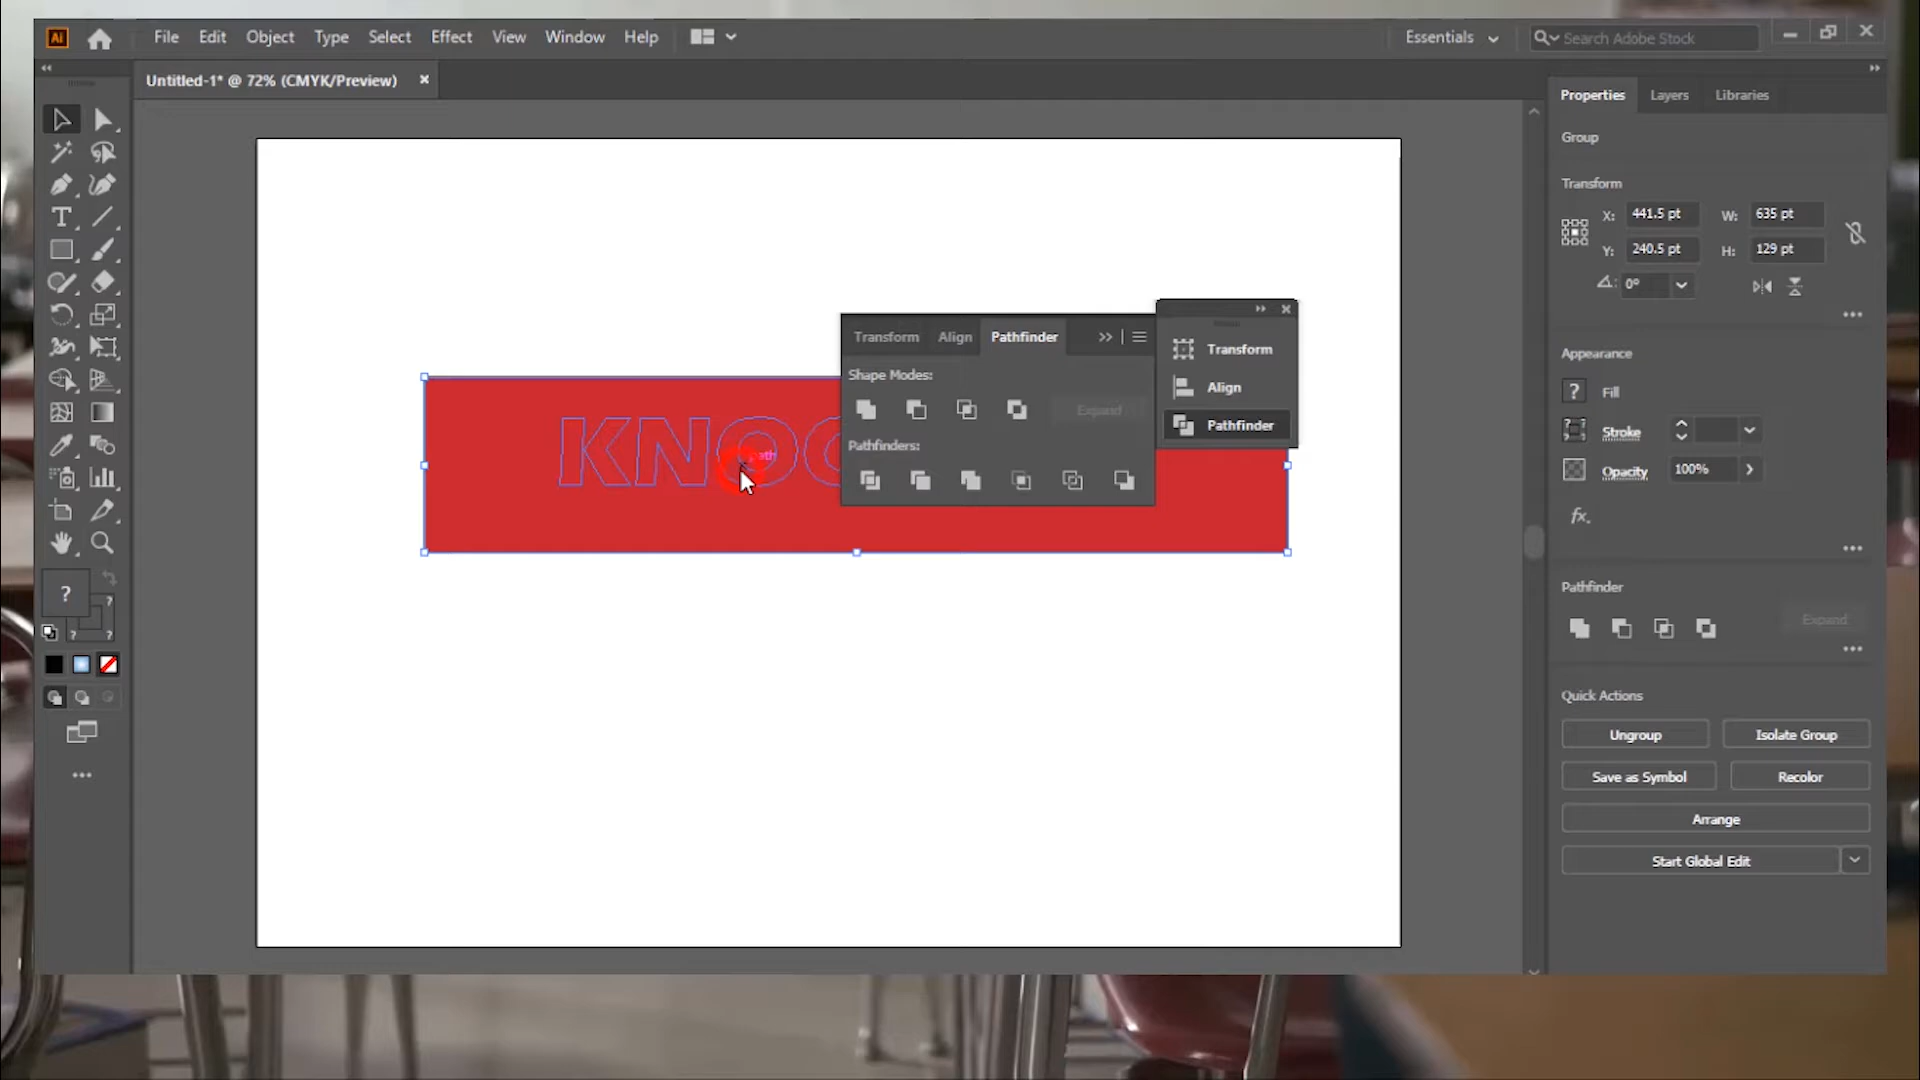 Ai File Edit Object Type Select Effect View Window Help Essentials Search Adobe Stock
Untitled-1* @ 72% (CMYK/Preview)
Properties Layers Libraries
Group
Transform
X: 441.5 pt W: 635 pt
Y: 240.5 pt H: 129 pt
0°
Transform Align Pathfinder
Shape Modes:
Expand
Pathfinders:
Transform
Align
Pathfinder
KNO
path
Appearance
? Fill
Stroke
Opacity 100%
fx.
Pathfinder
Expand
Quick Actions
Ungroup Isolate Group
Save as Symbol Recolor
Arrange
Start Global Edit
T
?
?
? ?